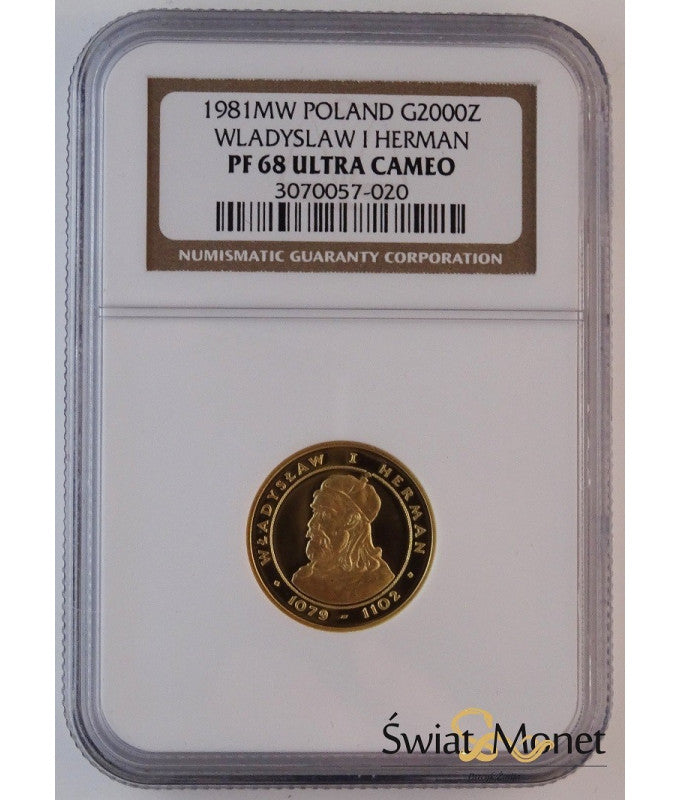 1981MW POLAND G2000Z
WLADYSLAW I HERMAN
PF 68 ULTRA CAMEO
3070057-020
NUMISMATIC GUARANTY CORPORATION
WŁADYSŁAW I HERMAN
1079 - 1102
Świat Monet